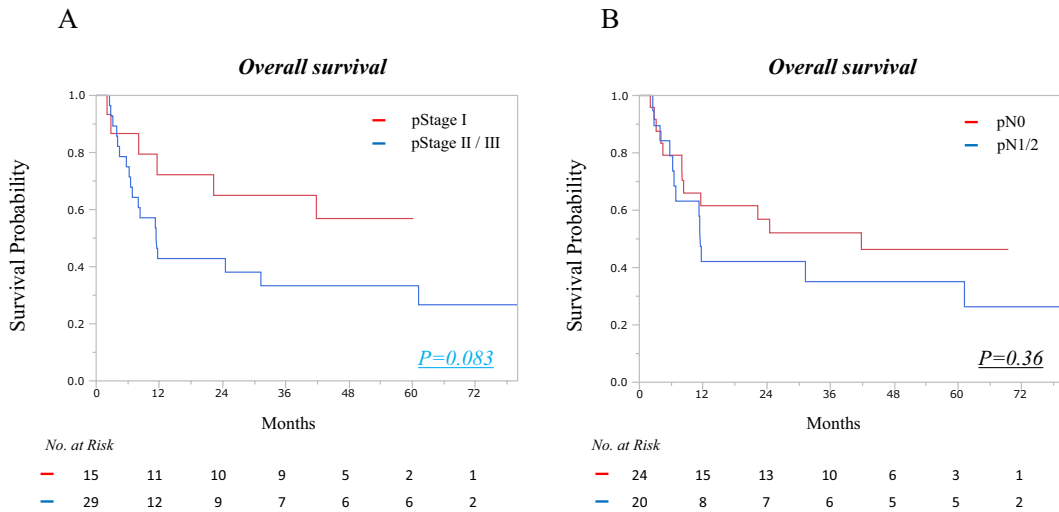 A
Overall survival
1.0
0.8
0.6
0.4
0.2
0.0
Survival Probability
pStage I
pStage II / III
P=0.083
0 12 24 36 48 60 72
Months
No. at Risk
15 11 10 9 5 2 1
29 12 9 7 6 6 2
B
Overall survival
1.0
0.8
0.6
0.4
0.2
0.0
Survival Probability
pN0
pN1/2
P=0.36
0 12 24 36 48 60 72
Months
No. at Risk
24 15 13 10 6 3 1
20 8 7 6 5 5 2